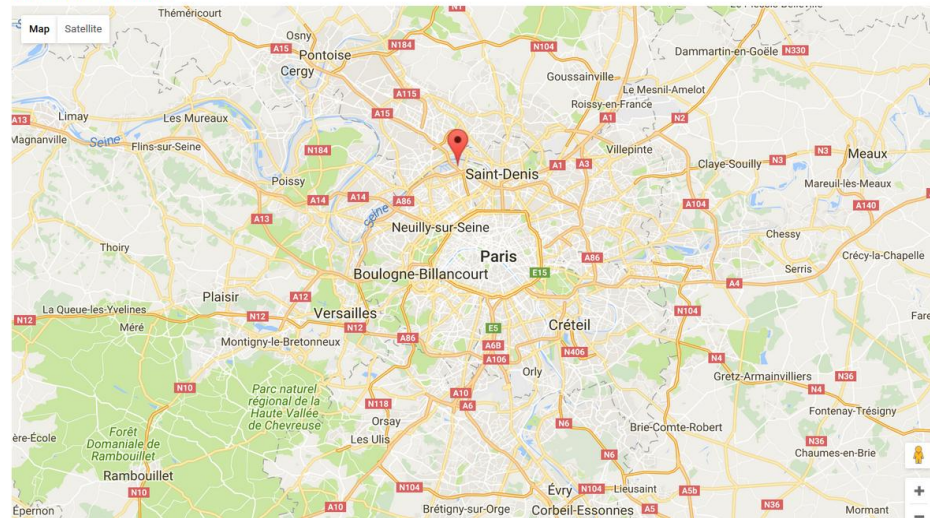 Map Satellite
Théméricourt
N1
Osny
Pontoise
A15
N184
N104
Dammartin-en-Goële
N330
Cergy
Goussainville
Le Mesnil-Amelot
A115
Roissy-en-France
A15
A1
N2
A13
Limay
Les Mureaux
Magnanville
Seine
Flins-sur-Seine
N184
Villepinte
N3
Meaux
A1
A3
Claye-Souilly
N3
Saint-Denis
Poissy
Mareuil-lès-Meaux
A14
A14
A86
A104
A140
Seine
A13
Neuilly-sur-Seine
Chessy
Thoiry
Paris
A86
Crécy-la-Chapelle
Boulogne-Billancourt
E15
Serris
A4
Plaisir
A12
La Queue-les-Yvelines
Versailles
N104
N12
N12
Méré
N12
E5
Créteil
Fare
Montigny-le-Bretonneux
A86
A6B
A106
N406
N4
Orly
Gretz-Armainvilliers
N36
N10
Parc naturel
régional de la
Haute Vallée
de Chevreuse
A10
N4
N118
A6
Fontenay-Trésigny
Orsay
N6
Brie-Comte-Robert
ère-École
Forêt
Domaniale de
Rambouillet
Les Ulis
N36
Chaumes-en-Brie
N6
Rambouillet
N10
N104
Évry
N104
Lieusaint
A5b
+
Épernon
A10
Brétigny-sur-Orge
Corbeil-Essonnes
A5
N36
Mormant